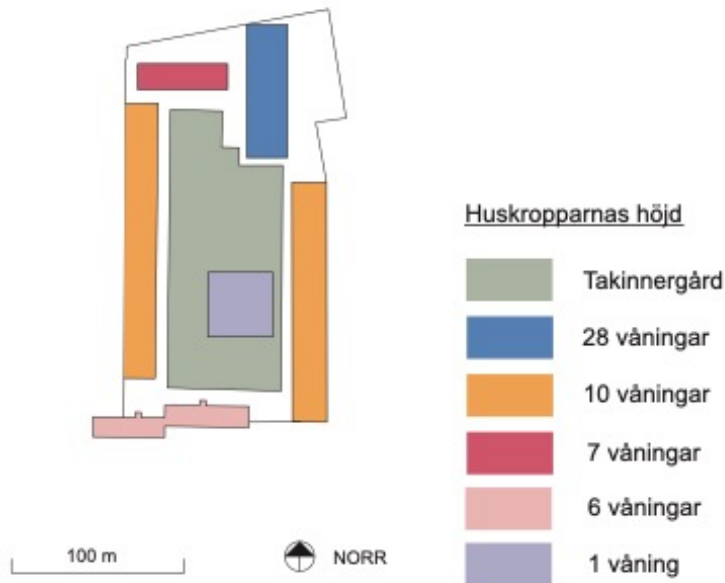 Huskropparnas höjd
Takinnergård
28 våningar
10 våningar
7 våningar
6 våningar
1 våning
100 m
NORR